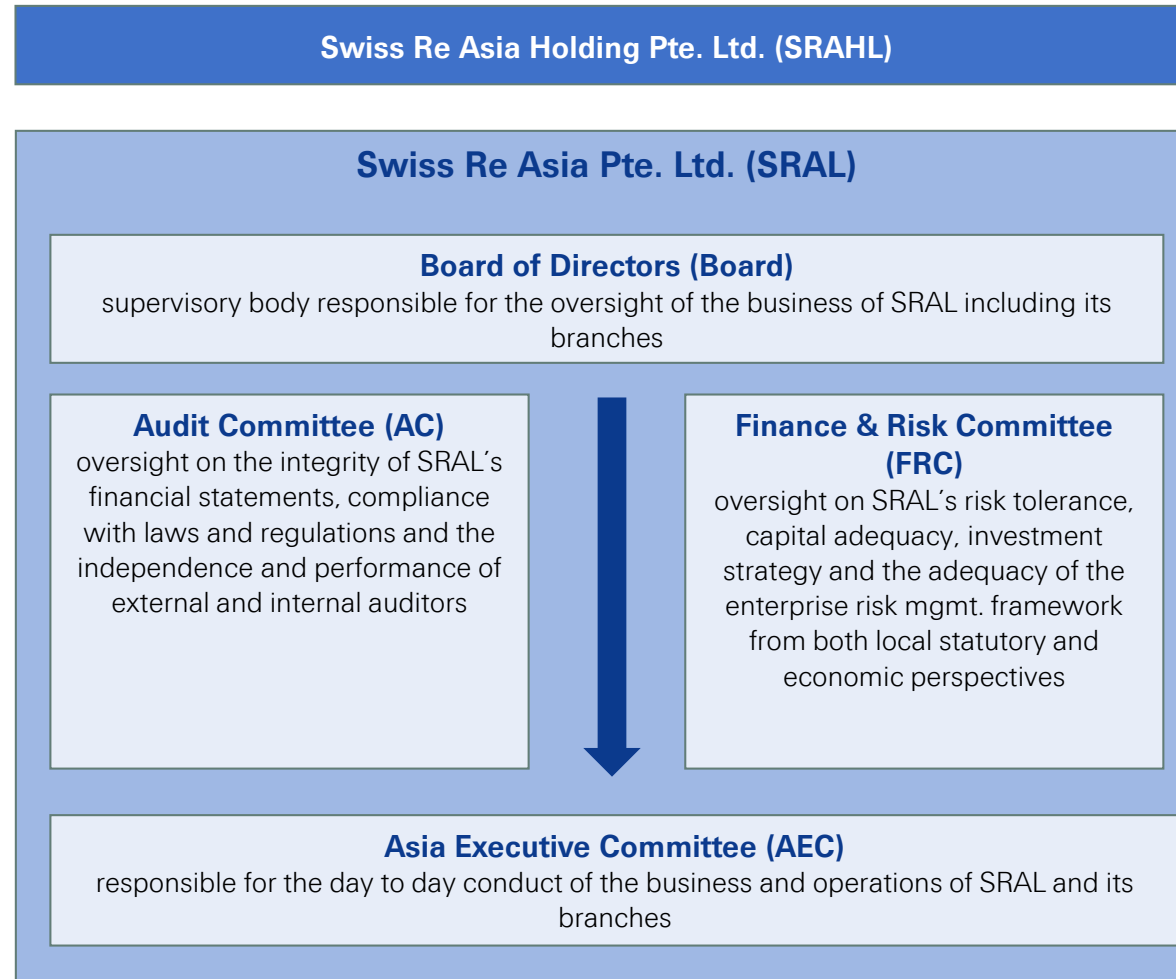 Swiss Re Asia Holding Pte. Ltd. (SRAHL)
Swiss Re Asia Pte. Ltd. (SRAL)
Board of Directors (Board)
supervisory body responsible for the oversight of the business of SRAL including its
branches
Audit Committee (AC)
oversight on the integrity of SRAL´s
financial statements, compliance
with laws and regulations and the
independence and performance of
external and internal auditors
Finance & Risk Committee
(FRC)
oversight on SRAL´s risk tolerance,
capital adequacy, investment
strategy and the adequacy of the
enterprise risk mgmt. framework
from both local statutory and
economic perspectives
Asia Executive Committee (AEC)
responsible for the day to day conduct of the business and operations of SRAL and its
branches